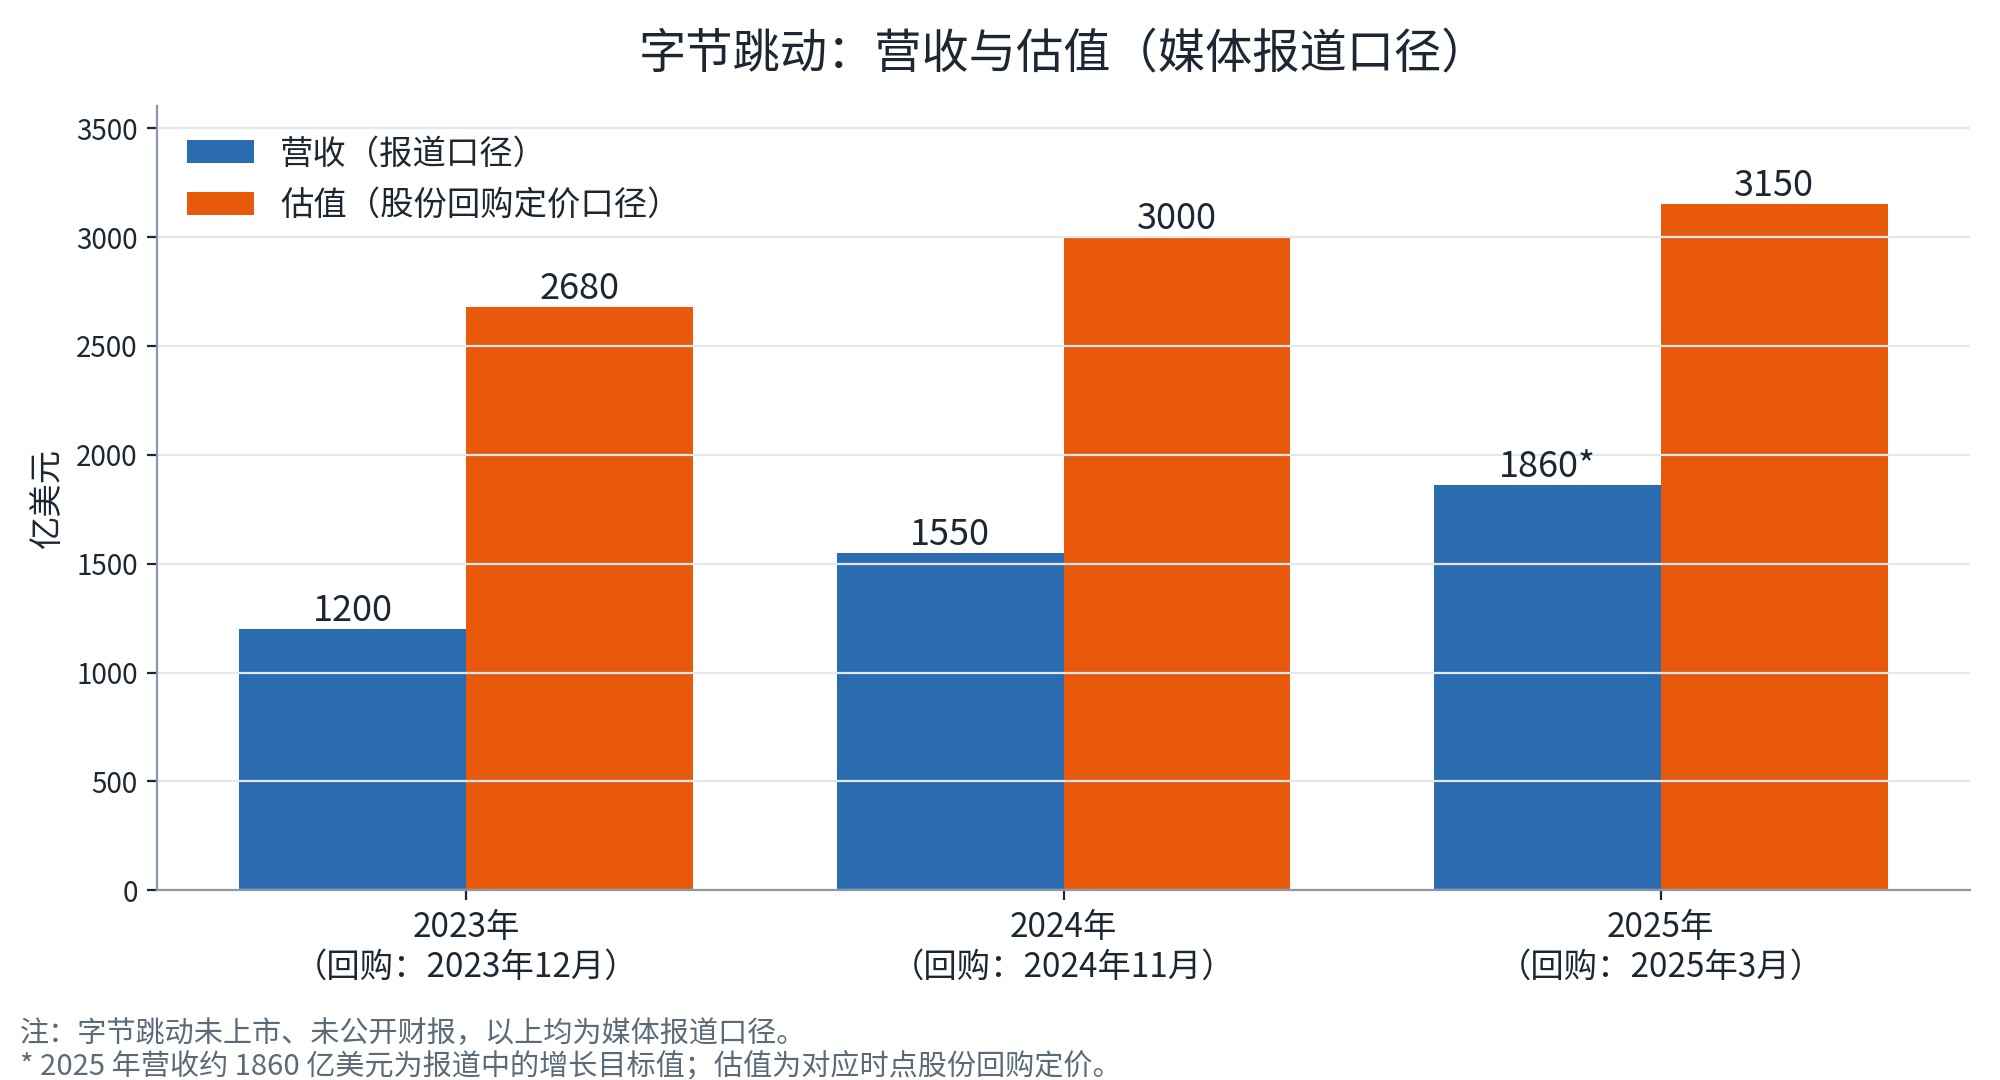 字节跳动：营收与估值（媒体报道口径）
营收（报道口径）
估值（股份回购定价口径）
亿美元
3500
3000
2500
2000
1500
1000
500
0
1200
2680
1550
3000
1860*
3150
2023年
（回购：2023年12月）
2024年
（回购：2024年11月）
2025年
（回购：2025年3月）
注：字节跳动未上市、未公开财报，以上均为媒体报道口径。
* 2025 年营收约 1860 亿美元为报道中的增长目标值；估值为对应时点股份回购定价。